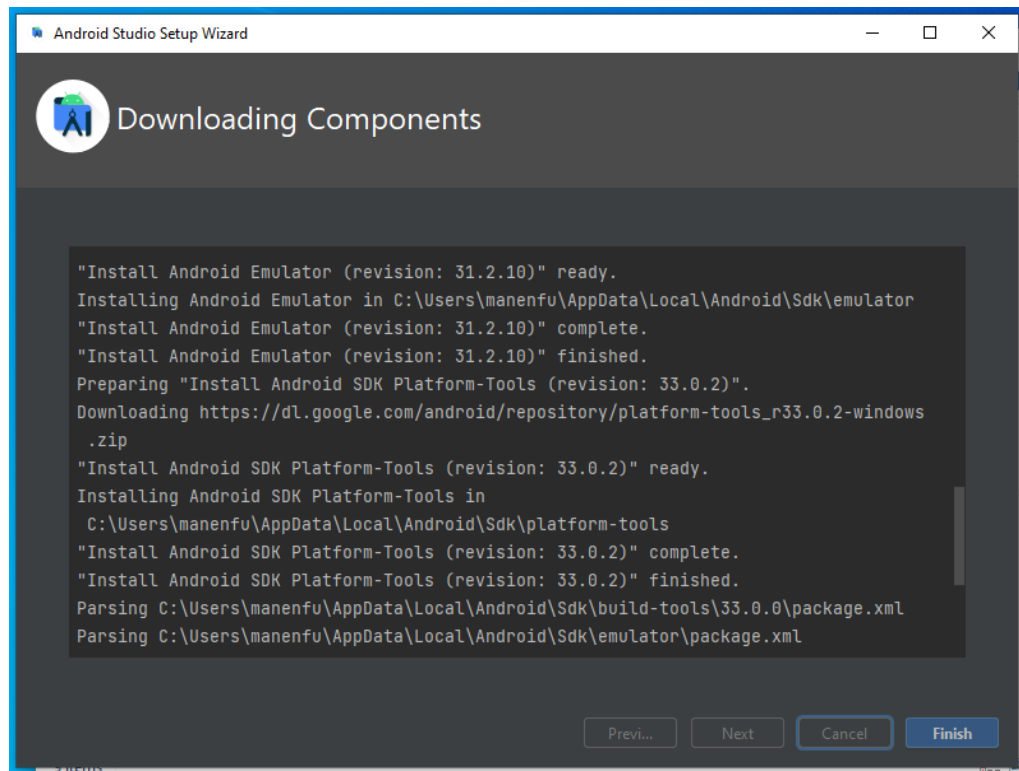 Android Studio Setup Wizard
Downloading Components
"Install Android Emulator (revision: 31.2.10)" ready.
Installing Android Emulator in C:\Users\manenfu\AppData\Local\Android\Sdk\emulator
"Install Android Emulator (revision: 31.2.10)" complete.
"Install Android Emulator (revision: 31.2.10)" finished.
Preparing "Install Android SDK Platform-Tools (revision: 33.0.2)".
Downloading https://dl.google.com/android/repository/platform-tools_r33.0.2-windows
.zip
"Install Android SDK Platform-Tools (revision: 33.0.2)" ready.
Installing Android SDK Platform-Tools in
C:\Users\manenfu\AppData\Local\Android\Sdk\platform-tools
"Install Android SDK Platform-Tools (revision: 33.0.2)" complete.
"Install Android SDK Platform-Tools (revision: 33.0.2)" finished.
Parsing C:\Users\manenfu\AppData\Local\Android\Sdk\build-tools\33.0.0\package.xml
Parsing C:\Users\manenfu\AppData\Local\Android\Sdk\emulator\package.xml
Previ... Next Cancel Finish